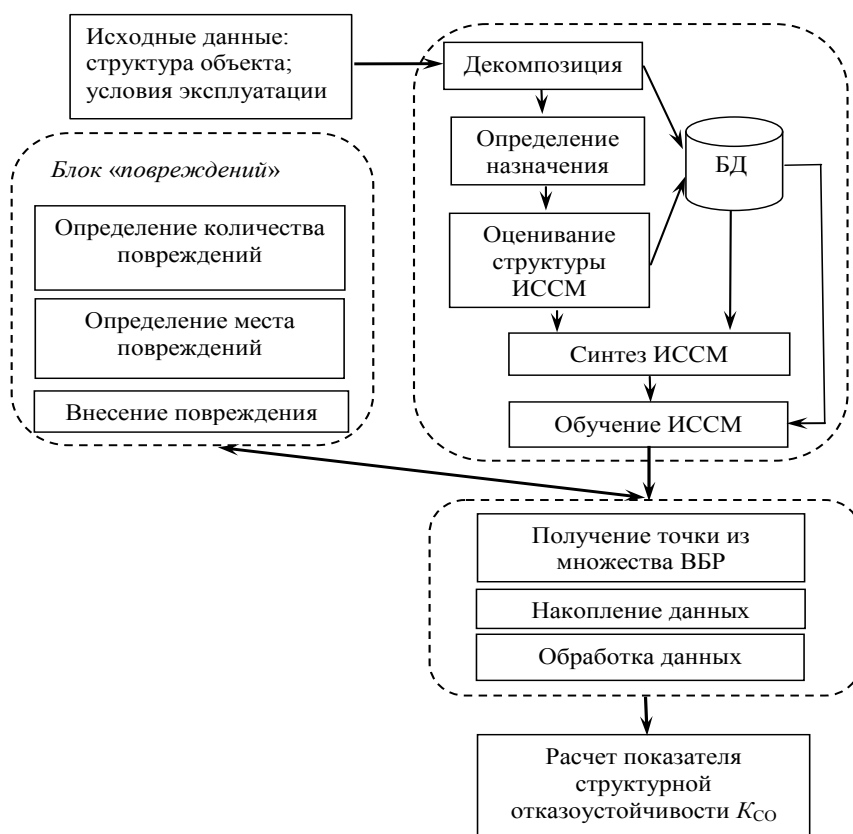 Исходные данные:
структура объекта;
условия эксплуатации
Декомпозиция
Определение
назначения
БД
Оценивание
структуры
ИССМ
Синтез ИССМ
Обучение ИССМ
Блок «повреждений»
Определение количества
повреждений
Определение места
повреждений
Внесение повреждения
Получение точки из
множества ВБР
Накопление данных
Обработка данных
Расчет показателя
структурной
отказоустойчивости KСО